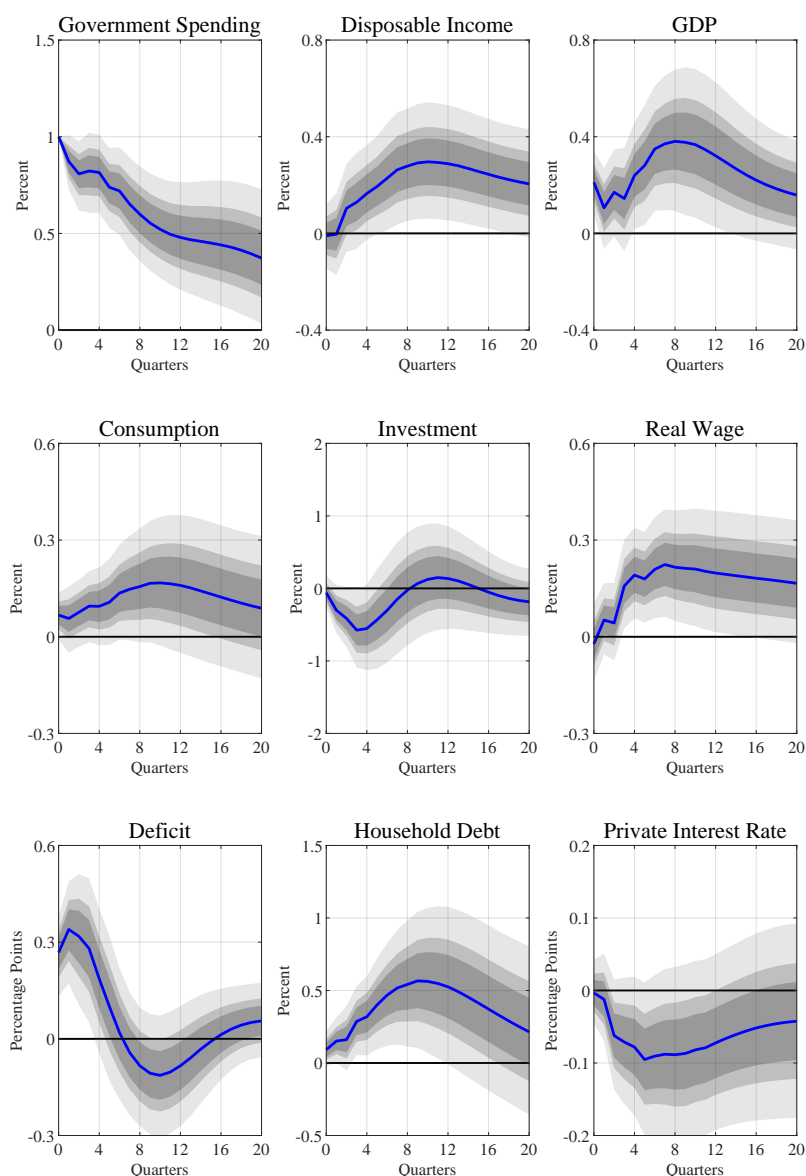 Government Spending
1.5
1
0.5
0
Percent
0 4 8 12 16 20
Quarters
Disposable Income
0.8
0.4
0
-0.4
Percent
0 4 8 12 16 20
Quarters
GDP
0.8
0.4
0
-0.4
Percent
0 4 8 12 16 20
Quarters
Consumption
0.6
0.3
0
-0.3
Percent
0 4 8 12 16 20
Quarters
Investment
2
1
0
-1
-2
Percent
0 4 8 12 16 20
Quarters
Real Wage
0.6
0.3
0
-0.3
Percent
0 4 8 12 16 20
Quarters
Deficit
0.6
0.3
0
-0.3
Percentage Points
0 4 8 12 16 20
Quarters
Household Debt
1.5
1
0.5
0
-0.5
Percent
0 4 8 12 16 20
Quarters
Private Interest Rate
0.2
0.1
0
-0.1
-0.2
Percentage Points
0 4 8 12 16 20
Quarters